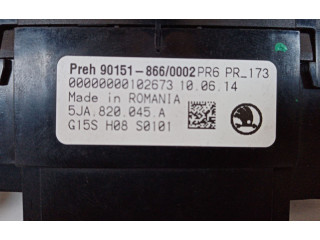 Preh 90151-866/0002 PR6 PR_173
00000000102673 10.06.14
Made in ROMANIA
5JA.820.045.A
G15S H08 S0101